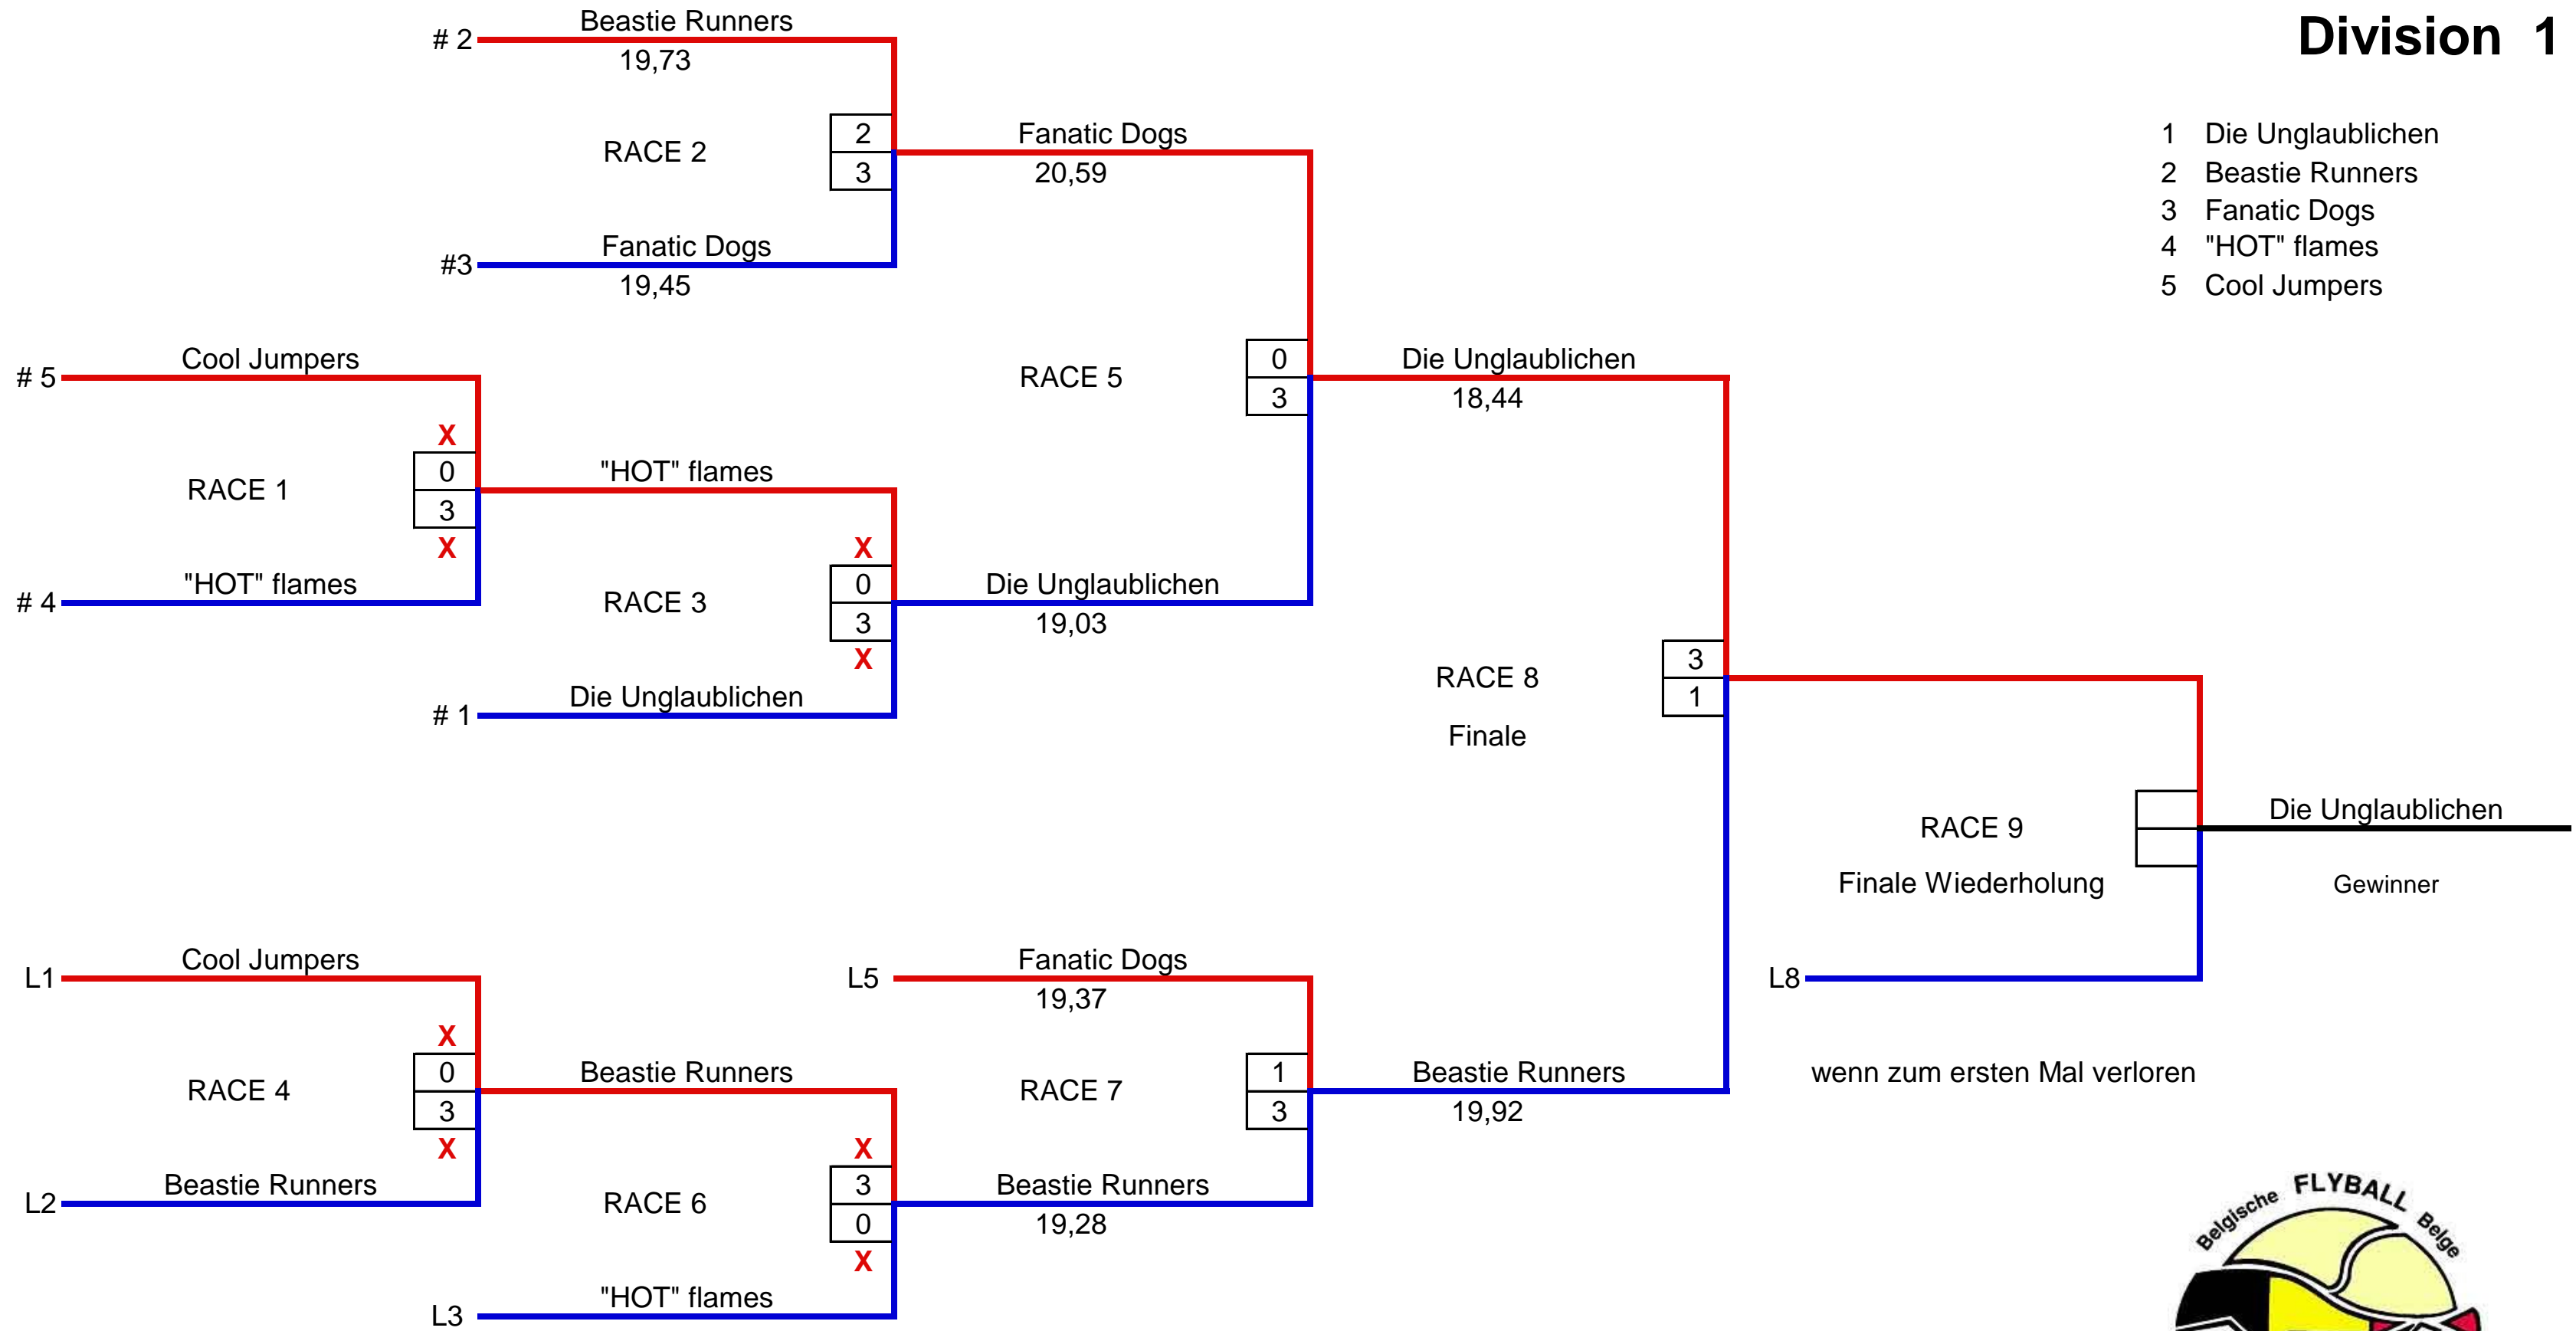 Division 1
1 Die Unglaublichen
2 Beastie Runners
3 Fanatic Dogs
4 "HOT" flames
5 Cool Jumpers
# 2
Beastie Runners
19,73
RACE 2
2
3
#3
Fanatic Dogs
19,45
Fanatic Dogs
20,59
# 5
Cool Jumpers
RACE 1
X
0
3
X
# 4
"HOT" flames
"HOT" flames
RACE 3
X
0
3
X
# 1
Die Unglaublichen
RACE 5
0
3
Die Unglaublichen
19,03
Die Unglaublichen
18,44
RACE 8
Finale
3
1
RACE 9
Finale Wiederholung
Die Unglaublichen
Gewinner
L8
wenn zum ersten Mal verloren
L1
Cool Jumpers
RACE 4
X
0
3
X
L2
Beastie Runners
Beastie Runners
RACE 6
X
3
0
X
L3
"HOT" flames
L5
Fanatic Dogs
19,37
RACE 7
1
3
Beastie Runners
19,28
Beastie Runners
19,92
Belgische FLYBALL Belge